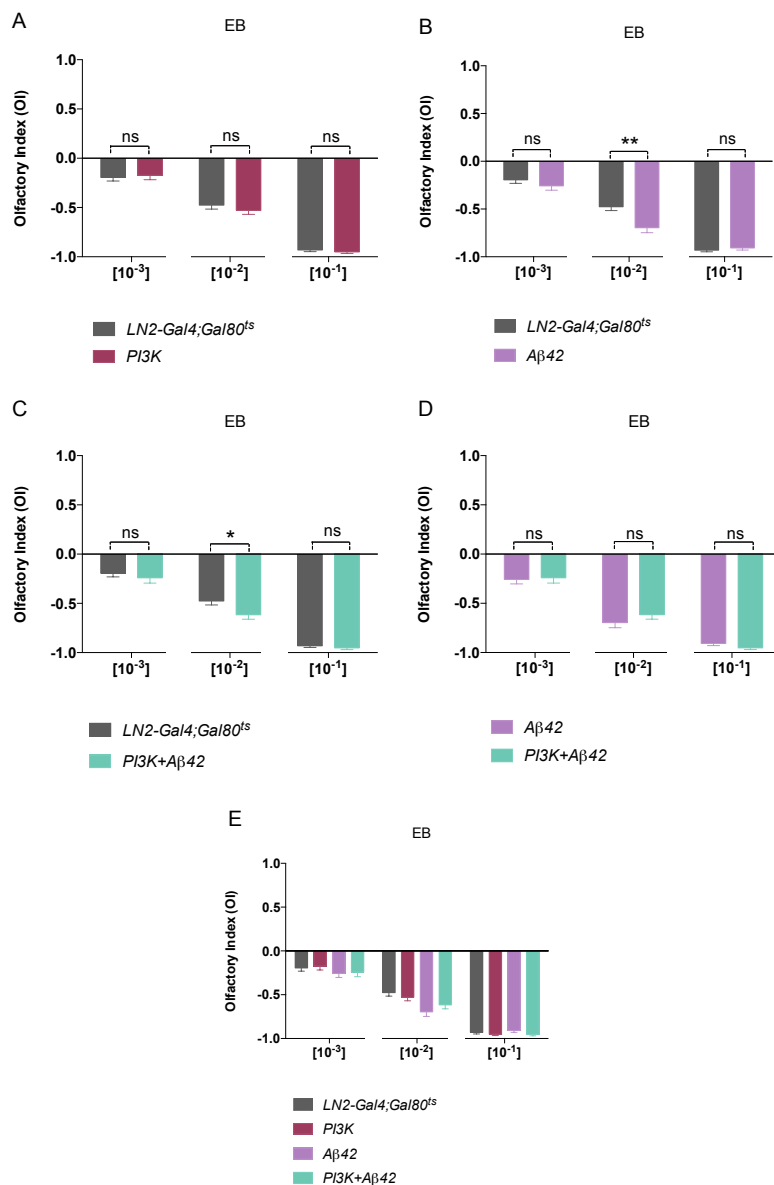 A
EB
Olfactory Index (OI)
1.0
0.5
0.0
-0.5
-1.0
ns
ns
ns
[10⁻³]
[10⁻²]
[10⁻¹]
LN2-Gal4;Gal80ᵗˢ
PI3K
B
EB
Olfactory Index (OI)
1.0
0.5
0.0
-0.5
-1.0
ns
**
ns
[10⁻³]
[10⁻²]
[10⁻¹]
LN2-Gal4;Gal80ᵗˢ
Aβ42
C
EB
Olfactory Index (OI)
1.0
0.5
0.0
-0.5
-1.0
ns
*
ns
[10⁻³]
[10⁻²]
[10⁻¹]
LN2-Gal4;Gal80ᵗˢ
PI3K+Aβ42
D
EB
Olfactory Index (OI)
1.0
0.5
0.0
-0.5
-1.0
ns
ns
ns
[10⁻³]
[10⁻²]
[10⁻¹]
Aβ42
PI3K+Aβ42
E
EB
Olfactory Index (OI)
1.0
0.5
0.0
-0.5
-1.0
[10⁻³]
[10⁻²]
[10⁻¹]
LN2-Gal4;Gal80ᵗˢ
PI3K
Aβ42
PI3K+Aβ42